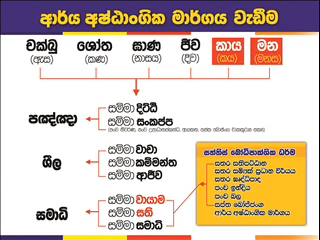 ආර්ය අෂ්ඨාංගික මාර්ගය වැඩීම
චක්ඛු ශෝත ඝාණ ජීව කාය මන
(ඇස) (කණ) (නාසය) (දිව) (කය) (මනස)
පඤ්ඤා
සම්මා දිට්ඨි
සම්මා සංකප්ප
ශීල
සම්මා වාචා
සම්මා කම්මන්ත
සම්මා ආජීව
සමාධි
සම්මා වායාම
සම්මා සති
සම්මා සමාධි
සත්තිස් බෝධිපාක්ෂික ධර්ම
සතර සතිපට්ඨාන
සතර සම්‍යක් ප්‍රධාන වීර්යය
සතර ඍද්ධිපාද
පංච ඉන්ද්‍රිය
පංච බල
සප්ත බොජ්ඣංග
ආර්ය අෂ්ඨාංගික මාර්ගය